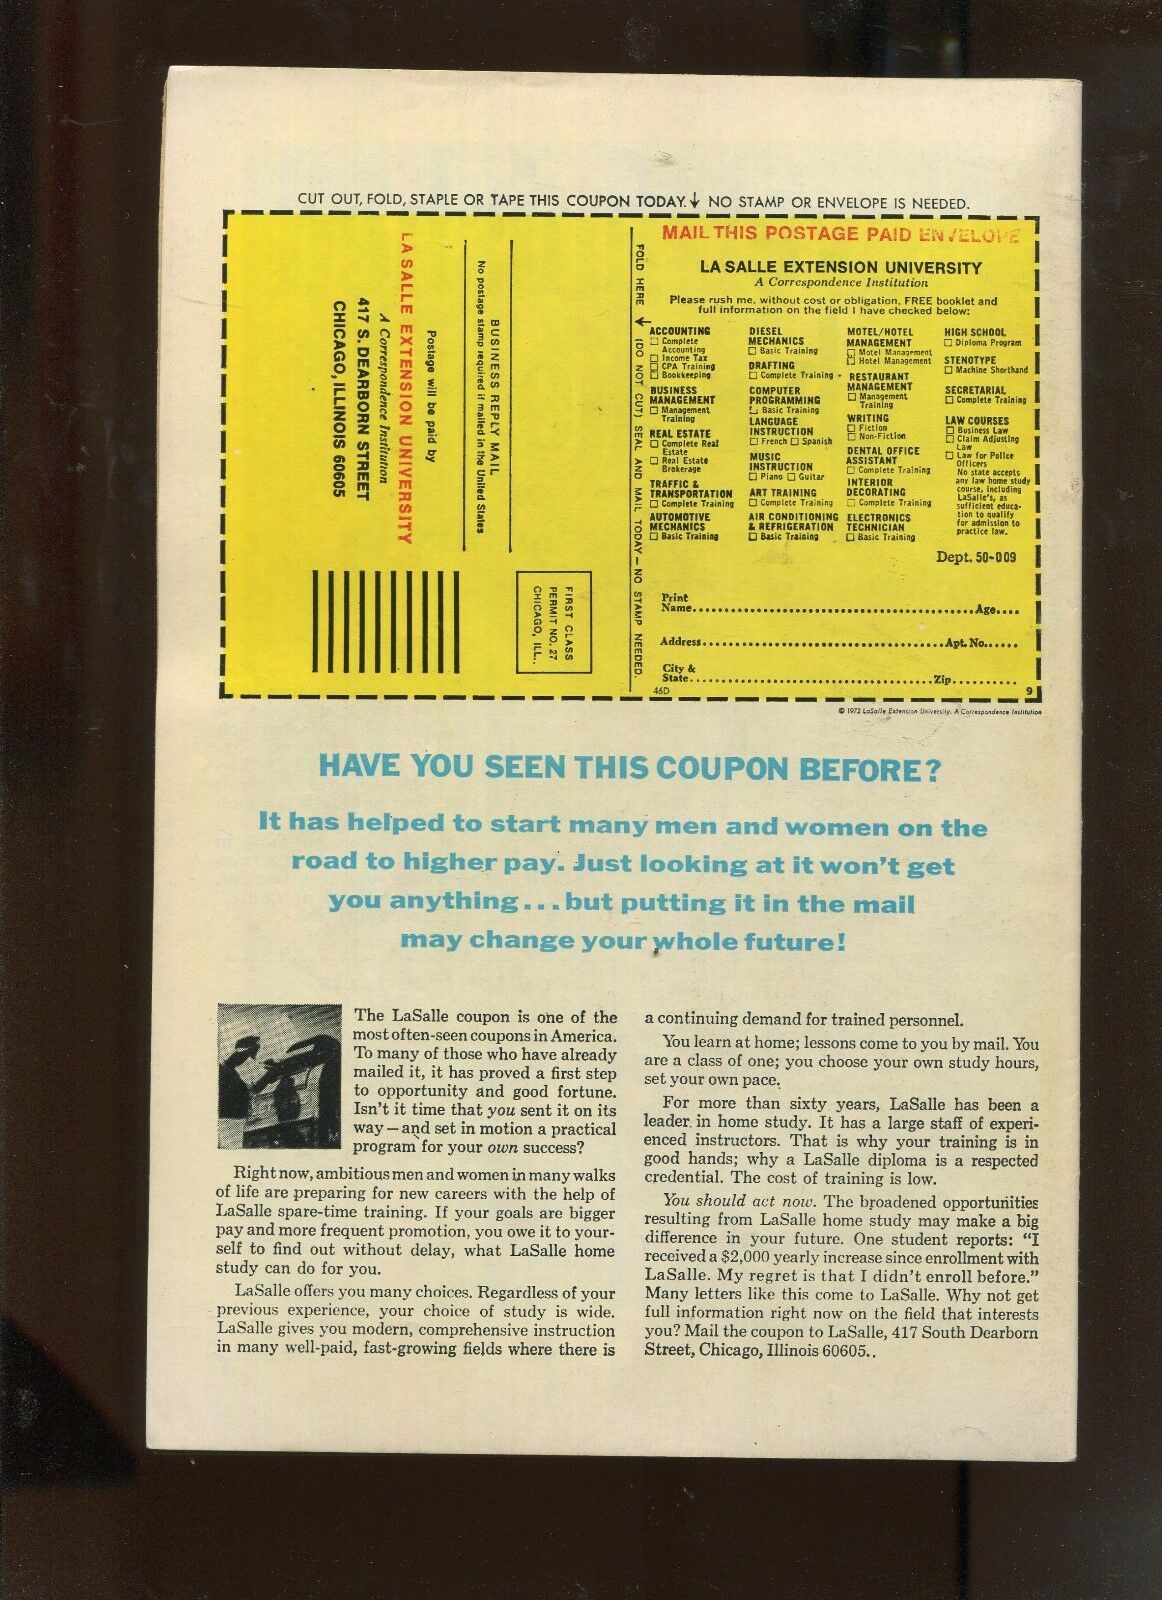 CUT OUT, FOLD, STAPLE OR TAPE THIS COUPON TODAY. ↓ NO STAMP OR ENVELOPE IS NEEDED.
LA SALLE EXTENSION UNIVERSITY
A Correspondence Institution
417 S. DEARBORN STREET
CHICAGO, ILLINOIS 60605
Postage will be paid by
BUSINESS REPLY MAIL
No postage stamp required if mailed in the United States
FIRST CLASS
PERMIT NO. 27
CHICAGO, ILL..
FOLD HERE → (DO NOT CUT) SEAL AND MAIL TODAY—NO STAMP NEEDED.
MAIL THIS POSTAGE PAID ENVELOPE
LA SALLE EXTENSION UNIVERSITY
A Correspondence Institution
Please rush me, without cost or obligation, FREE booklet and
full information on the field I have checked below:
ACCOUNTING
☐ Complete
Accounting
☐ Income Tax
☐ CPA Training
☐ Bookkeeping
BUSINESS
MANAGEMENT
☐ Management
Training
REAL ESTATE
☐ Complete Real
Estate
☐ Real Estate
Brokerage
TRAFFIC &
TRANSPORTATION
☐ Complete Training
AUTOMOTIVE
MECHANICS
☐ Basic Training
DIESEL
MECHANICS
☐ Basic Training
DRAFTING
☐ Complete Training
COMPUTER
PROGRAMMING
☐ Basic Training
LANGUAGE
INSTRUCTION
☐ French ☐ Spanish
MUSIC
INSTRUCTION
☐ Piano ☐ Guitar
ART TRAINING
☐ Complete Training
AIR CONDITIONING
& REFRIGERATION
☐ Basic Training
MOTEL/HOTEL
MANAGEMENT
☐ Motel Management
☐ Hotel Management
RESTAURANT
MANAGEMENT
☐ Management
Training
WRITING
☐ Fiction
☐ Non-Fiction
DENTAL OFFICE
ASSISTANT
☐ Complete Training
INTERIOR
DECORATING
☐ Complete Training
ELECTRONICS
TECHNICIAN
☐ Basic Training
HIGH SCHOOL
☐ Diploma Program
STENOTYPE
☐ Machine Shorthand
SECRETARIAL
☐ Complete Training
LAW COURSES
☐ Business Law
☐ Claim Adjusting
Law
☐ Law for Police
Officers
No state accepts
any law home study
course, including
LaSalle's, as
sufficient educa-
tion to qualify
for admission to
practice law.
Dept. 50-009
Print
Name........Age....
Address........Apt. No......
City &
State........Zip..........
46D 9
© 1972 LaSalle Extension University. A Correspondence Institution
HAVE YOU SEEN THIS COUPON BEFORE?
It has helped to start many men and women on the
road to higher pay. Just looking at it won't get
you anything...but putting it in the mail
may change your whole future!
The LaSalle coupon is one of the
most often-seen coupons in America.
To many of those who have already
mailed it, it has proved a first step
to opportunity and good fortune.
Isn't it time that you sent it on its
way—and set in motion a practical
program for your own success?
Right now, ambitious men and women in many walks
of life are preparing for new careers with the help of
LaSalle spare-time training. If your goals are bigger
pay and more frequent promotion, you owe it to your-
self to find out without delay, what LaSalle home
study can do for you.
LaSalle offers you many choices. Regardless of your
previous experience, your choice of study is wide.
LaSalle gives you modern, comprehensive instruction
in many well-paid, fast-growing fields where there is
a continuing demand for trained personnel.
You learn at home; lessons come to you by mail. You
are a class of one; you choose your own study hours,
set your own pace.
For more than sixty years, LaSalle has been a
leader in home study. It has a large staff of experi-
enced instructors. That is why your training is in
good hands; why a LaSalle diploma is a respected
credential. The cost of training is low.
You should act now. The broadened opportunities
resulting from LaSalle home study may make a big
difference in your future. One student reports: "I
received a $2,000 yearly increase since enrollment with
LaSalle. My regret is that I didn't enroll before."
Many letters like this come to LaSalle. Why not get
full information right now on the field that interests
you? Mail the coupon to LaSalle, 417 South Dearborn
Street, Chicago, Illinois 60605..